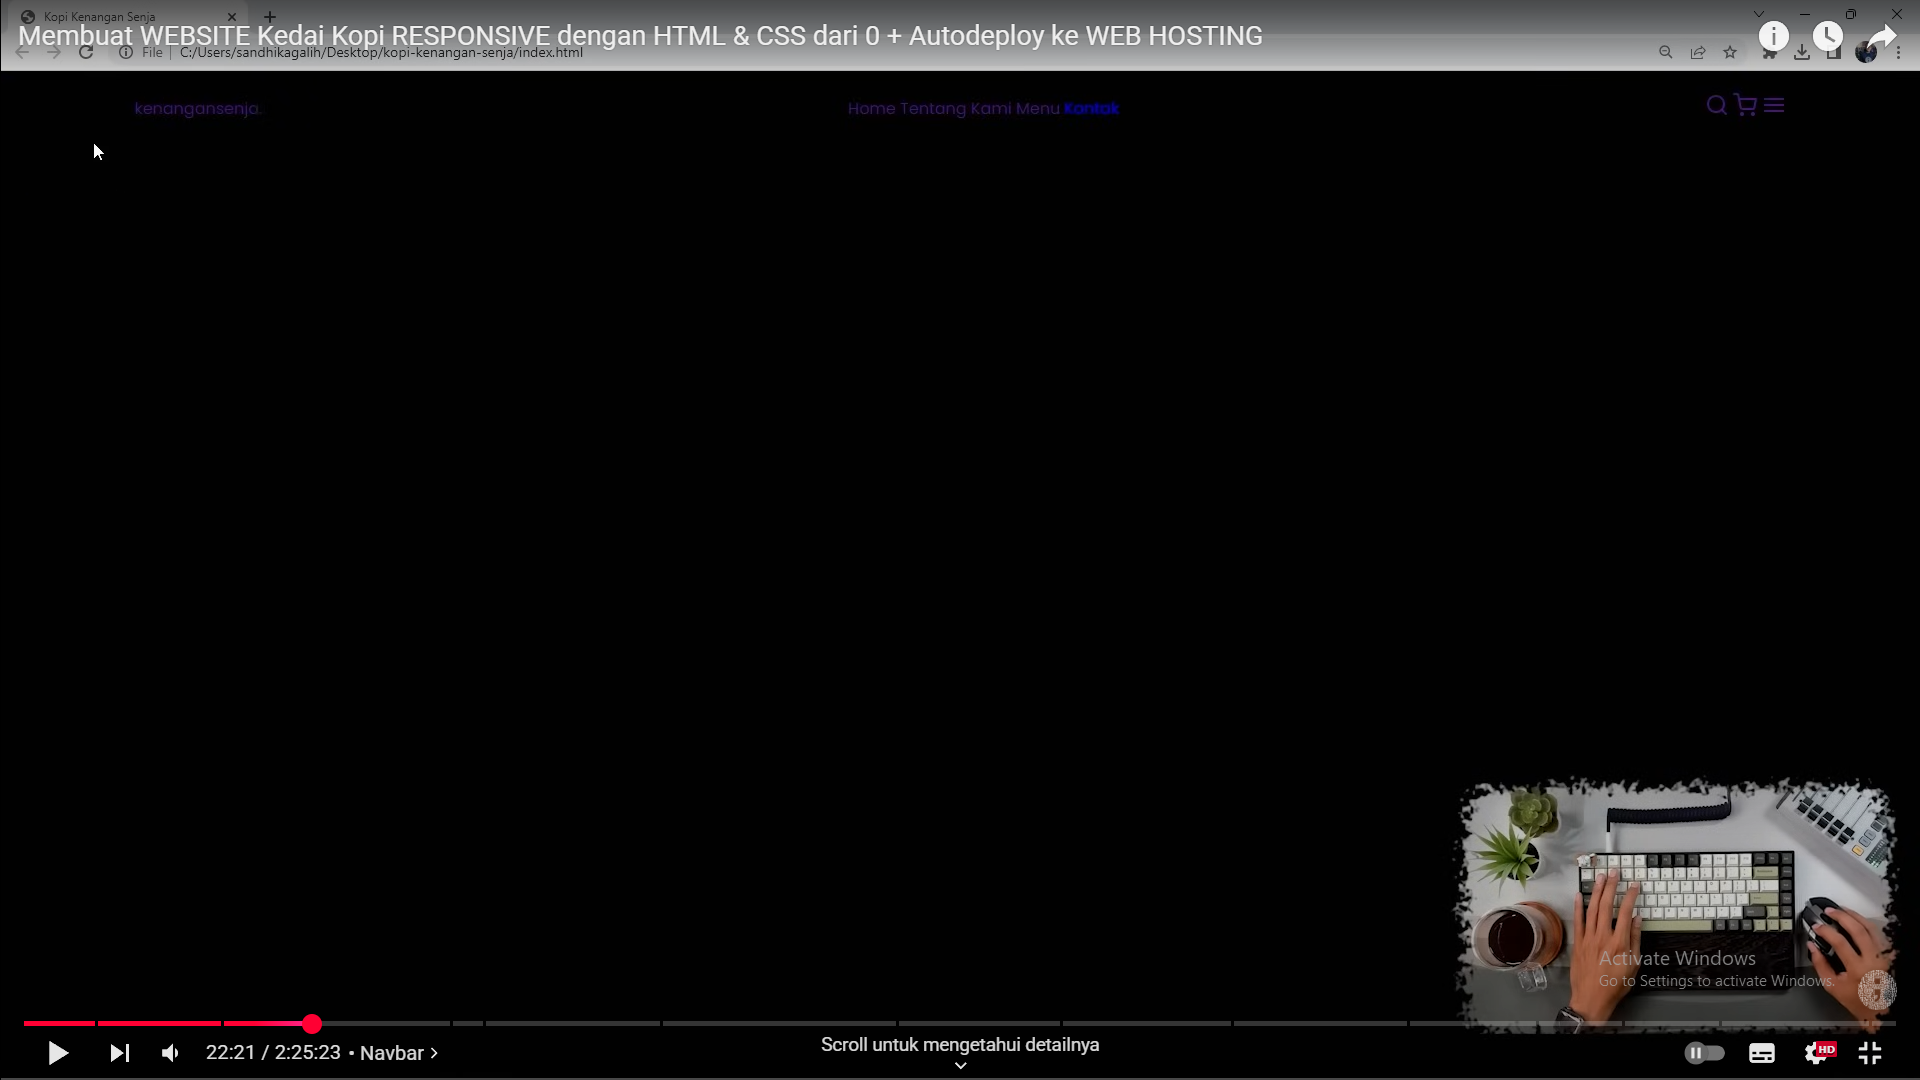 Kopi Kenangan Senja
Membuat WEBSITE Kedai Kopi RESPONSIVE dengan HTML & CSS dari 0 + Autodeploy ke WEB HOSTING
File C:/Users/sandhikagalih/Desktop/kopi-kenangan-senja/index.html
kenangansenja.
Home Tentang Kami Menu Kontak
Activate Windows
Go to Settings to activate Windows.
22:21 / 2:25:23 • Navbar
Scroll untuk mengetahui detailnya
HD